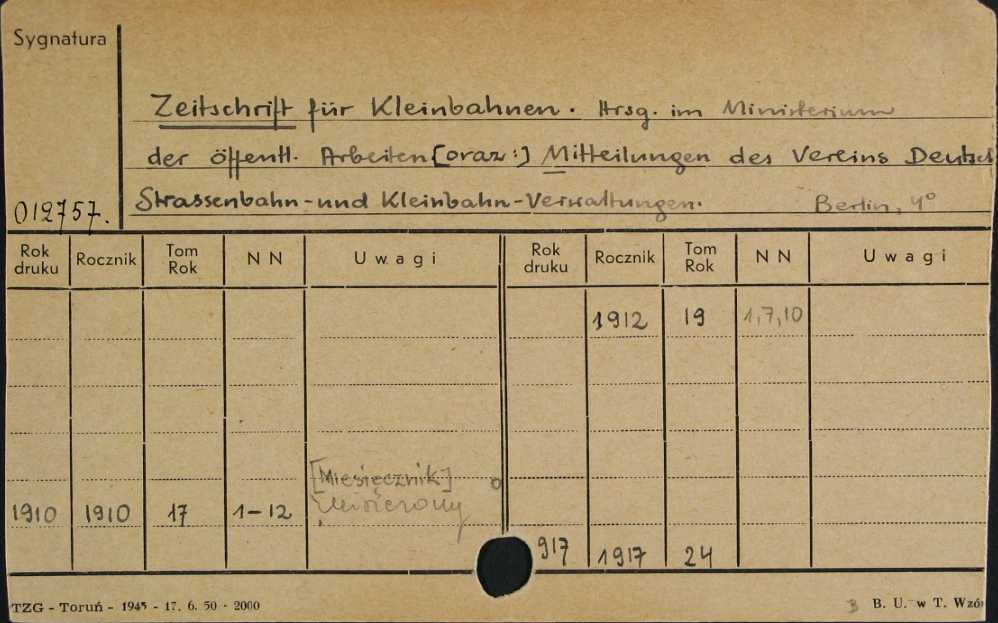 Sygnatura
Zeitschrift für Kleinbahnen. Hrsg. im Ministerium
der öffentl. Arbeiten [oraz:] Mitteilungen des Vereins Deutsch
Strassenbahn-und Kleinbahn-Verwaltungen.
012757. Berlin, 4°
Rok druku Rocznik Tom Rok N N Uwagi Rok druku Rocznik Tom Rok N N Uwagi
1912 19 1,7,10
[Miesięcznik]
1910 1910 17 1-12
917 1917 24
TZG - Toruń - 1945 - 17. 6. 50 - 2000 3 B. U. w T. Wzór